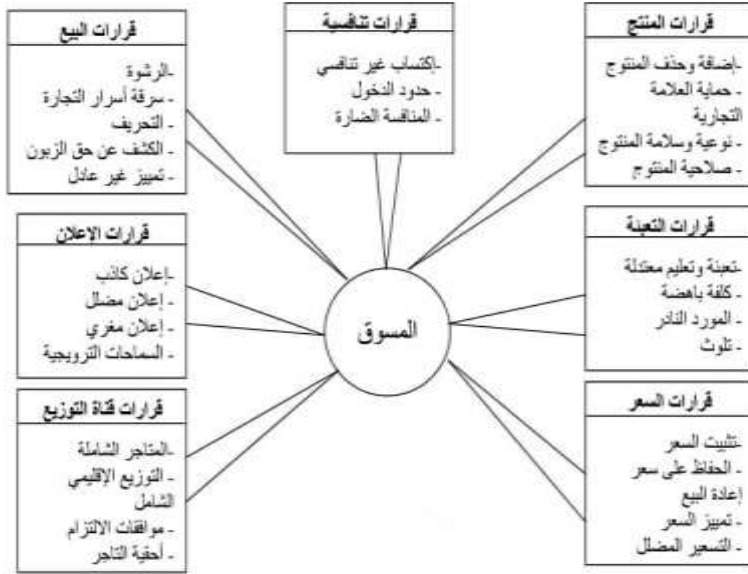 قرارات المنتج
-إضافة وحذف المنتوج
- حماية العلامة
التجارية
- نوعية وسلامة المنتوج
- صلاحية المنتوج
قرارات تنافسية
-إكتساب غير تنافسي
- حدود الدخول
- المنافسة الضارة
قرارات البيع
-الرشوة
- سرقة أسرار التجارة
- التحريف
- الكشف عن حق الزبون
- تمييز غير عادل
قرارات التعبئة
-تعبئة وتعليم معتدلة
- كلفة باهضة
- المورد النادر
- تلوث
قرارات الإعلان
-إعلان كاذب
- إعلان مضلل
- إعلان مغري
- السماحات الترويجية
المسوق
قرارات السعر
-تثبيت السعر
- الحفاظ على سعر
إعادة البيع
- تمييز السعر
- التسعير المضلل
قرارات قناة التوزيع
-المتاجر الشاملة
- التوزيع الإقليمي
الشامل
- موافقات الالتزام
- أحقية التاجر